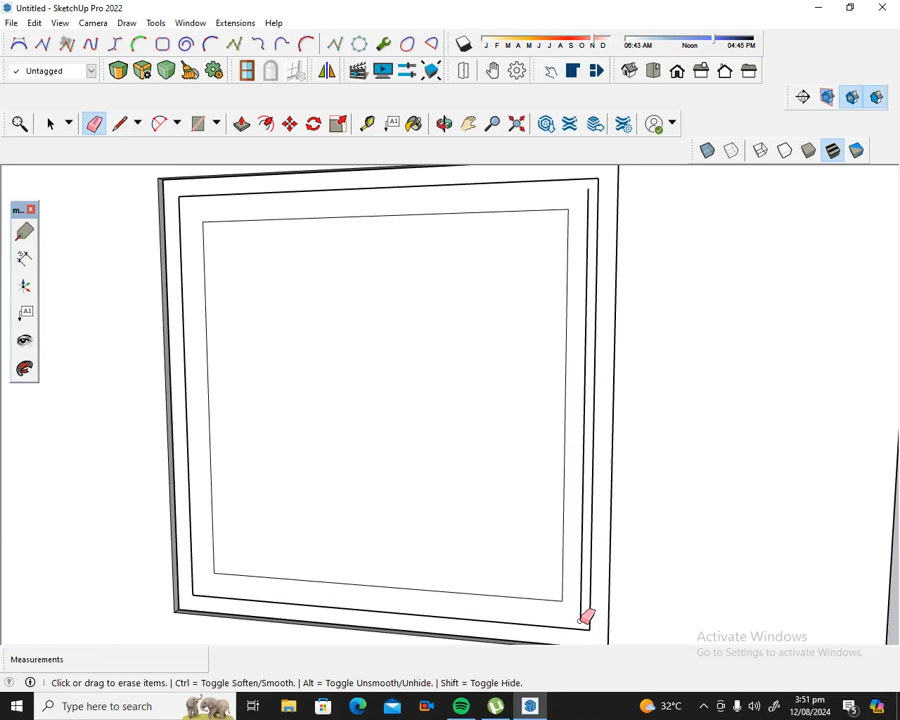 Untitled - SketchUp Pro 2022
File Edit View Camera Draw Tools Window Extensions Help
J F M A M J J A S O N D
06:43 AM Noon 04:45 PM
Untagged
m...
A1
A1
Activate Windows
Go to Settings to activate Windows.
Measurements
Click or drag to erase items. | Ctrl = Toggle Soften/Smooth. | Alt = Toggle Unsmooth/Unhide. | Shift = Toggle Hide.
Type here to search
32°C
3:51 pm
12/08/2024
5